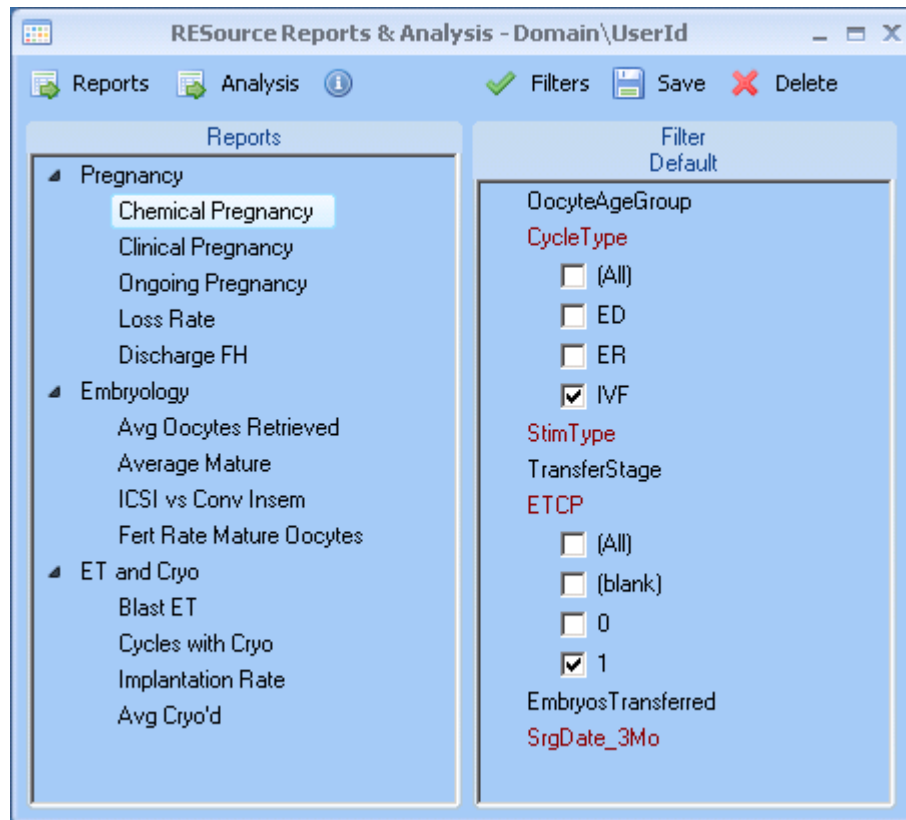 RESource Reports & Analysis - Domain\UserId
Reports Analysis Filters Save Delete
Reports
Pregnancy
Chemical Pregnancy
Clinical Pregnancy
Ongoing Pregnancy
Loss Rate
Discharge FH
Embryology
Avg Oocytes Retrieved
Average Mature
ICSI vs Conv Insem
Fert Rate Mature Oocytes
ET and Cryo
Blast ET
Cycles with Cryo
Implantation Rate
Avg Cryo'd
Filter
Default
OocyteAgeGroup
CycleType
(All)
ED
ER
IVF
StimType
TransferStage
ETCP
(All)
(blank)
0
1
EmbryosTransferred
SrgDate_3Mo